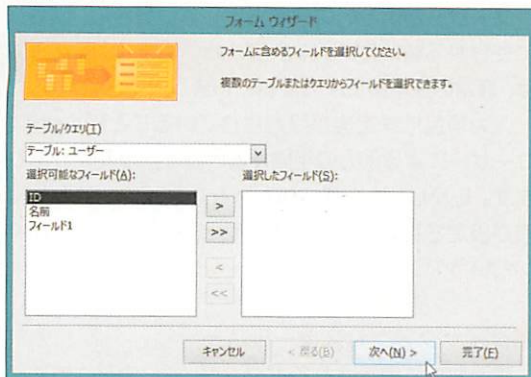 フォーム ウィザード
フォームに含めるフィールドを選択してください。
複数のテーブルまたはクエリからフィールドを選択できます。
テーブル/クエリ(T)
テーブル: ユーザー
選択可能なフィールド(A):
選択したフィールド(S):
ID
名前
フィールド1
>
>>
<
<<
キャンセル
< 戻る(B)
次へ(N) >
完了(F)